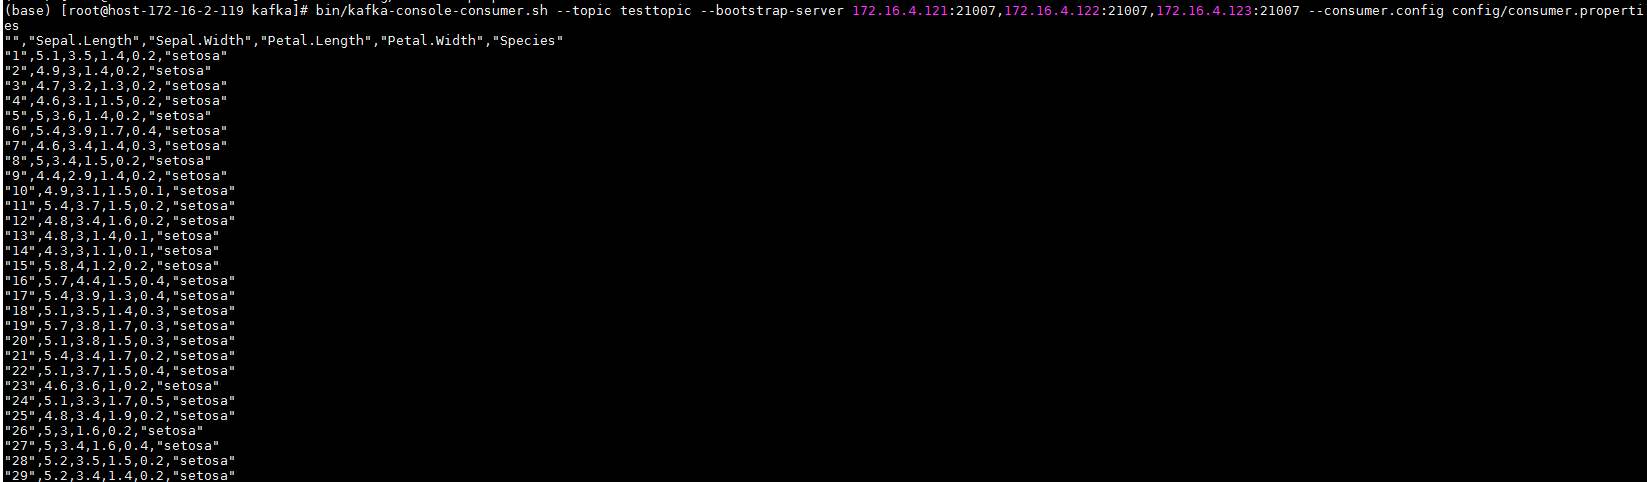 (base) [root@host-172-16-2-119 kafka]# bin/kafka-console-consumer.sh --topic testtopic --bootstrap-server 172.16.4.121:21007,172.16.4.122:21007,172.16.4.123:21007 --consumer.config config/consumer.properti
es
"","Sepal.Length","Sepal.Width","Petal.Length","Petal.Width","Species"
"1",5.1,3.5,1.4,0.2,"setosa"
"2",4.9,3,1.4,0.2,"setosa"
"3",4.7,3.2,1.3,0.2,"setosa"
"4",4.6,3.1,1.5,0.2,"setosa"
"5",5,3.6,1.4,0.2,"setosa"
"6",5.4,3.9,1.7,0.4,"setosa"
"7",4.6,3.4,1.4,0.3,"setosa"
"8",5,3.4,1.5,0.2,"setosa"
"9",4.4,2.9,1.4,0.2,"setosa"
"10",4.9,3.1,1.5,0.1,"setosa"
"11",5.4,3.7,1.5,0.2,"setosa"
"12",4.8,3.4,1.6,0.2,"setosa"
"13",4.8,3,1.4,0.1,"setosa"
"14",4.3,3,1.1,0.1,"setosa"
"15",5.8,4,1.2,0.2,"setosa"
"16",5.7,4.4,1.5,0.4,"setosa"
"17",5.4,3.9,1.3,0.4,"setosa"
"18",5.1,3.5,1.4,0.3,"setosa"
"19",5.7,3.8,1.7,0.3,"setosa"
"20",5.1,3.8,1.5,0.3,"setosa"
"21",5.4,3.4,1.7,0.2,"setosa"
"22",5.1,3.7,1.5,0.4,"setosa"
"23",4.6,3.6,1,0.2,"setosa"
"24",5.1,3.3,1.7,0.5,"setosa"
"25",4.8,3.4,1.9,0.2,"setosa"
"26",5,3,1.6,0.2,"setosa"
"27",5,3.4,1.6,0.4,"setosa"
"28",5.2,3.5,1.5,0.2,"setosa"
"29",5.2,3.4,1.4,0.2,"setosa"